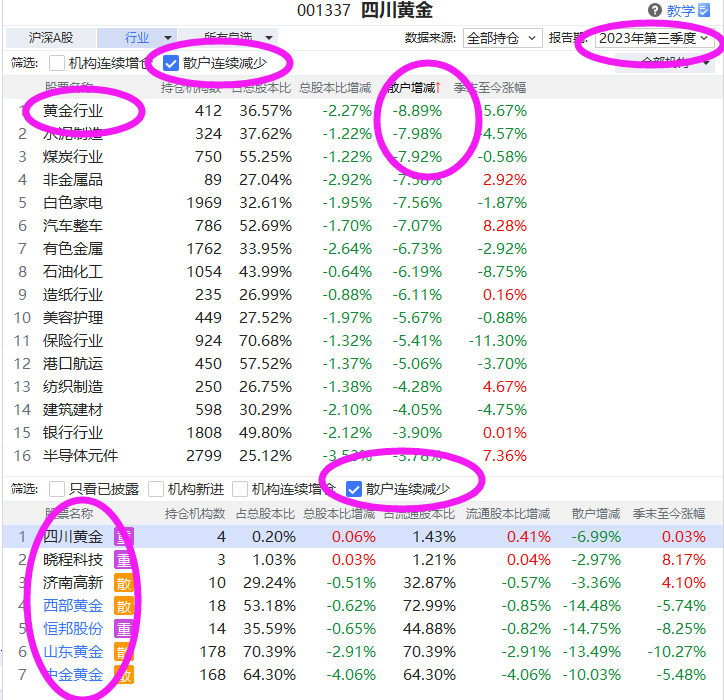 001337 四川黄金 教学
沪深A股 行业 所有自选 数据来源: 全部持仓 报告期: 2023年第三季度
筛选: 机构连续增仓 散户连续减少 全部机构
股票名称 持仓机构数 占总股本比 总股本比增减 散户增减↑ 季末至今涨幅
1 黄金行业 412 36.57% -2.27% -8.89% -5.67%
2 水泥制造 324 37.62% -1.22% -7.98% -4.57%
3 煤炭行业 750 55.25% -1.22% -7.92% -0.58%
4 非金属品 89 27.04% -2.92% -7.58% 2.92%
5 白色家电 1969 32.61% -1.95% -7.56% -1.87%
6 汽车整车 786 52.69% -1.70% -7.07% 8.28%
7 有色金属 1762 33.95% -2.64% -6.73% -2.92%
8 石油化工 1054 43.99% -0.64% -6.19% -8.75%
9 造纸行业 235 26.99% -0.88% -6.11% 0.16%
10 美容护理 449 27.52% -1.97% -5.67% -0.88%
11 保险行业 924 70.68% -1.32% -5.41% -11.30%
12 港口航运 450 57.52% -1.37% -5.06% -3.70%
13 纺织制造 250 26.75% -1.38% -4.28% 4.67%
14 建筑建材 598 30.29% -2.10% -4.05% -4.75%
15 银行行业 1808 49.80% -2.12% -3.90% 0.01%
16 半导体元件 2799 25.12% -3.53% -3.78% 7.36%
筛选: 只看已披露 机构新进 机构连续增仓 散户连续减少
股票名称 持仓机构数 占总股本比 总股本比增减 占流通股本比 流通股本比增减 散户增减 季末至今涨幅
1 四川黄金 重 4 0.20% 0.06% 1.43% 0.41% -6.99% 0.03%
2 晓程科技 重 3 1.03% 0.03% 1.21% 0.04% -2.97% 8.17%
3 济南高新 散 10 29.24% -0.51% 32.87% -0.57% -3.36% 4.10%
4 西部黄金 散 18 53.18% -0.62% 72.99% -0.85% -14.48% -5.74%
5 恒邦股份 重 14 35.59% -0.65% 44.88% -0.82% -14.75% -8.25%
6 山东黄金 散 178 70.39% -2.91% 70.39% -2.91% -13.49% -10.27%
7 中金黄金 散 168 64.30% -4.06% 64.30% -4.06% -10.03% -5.48%